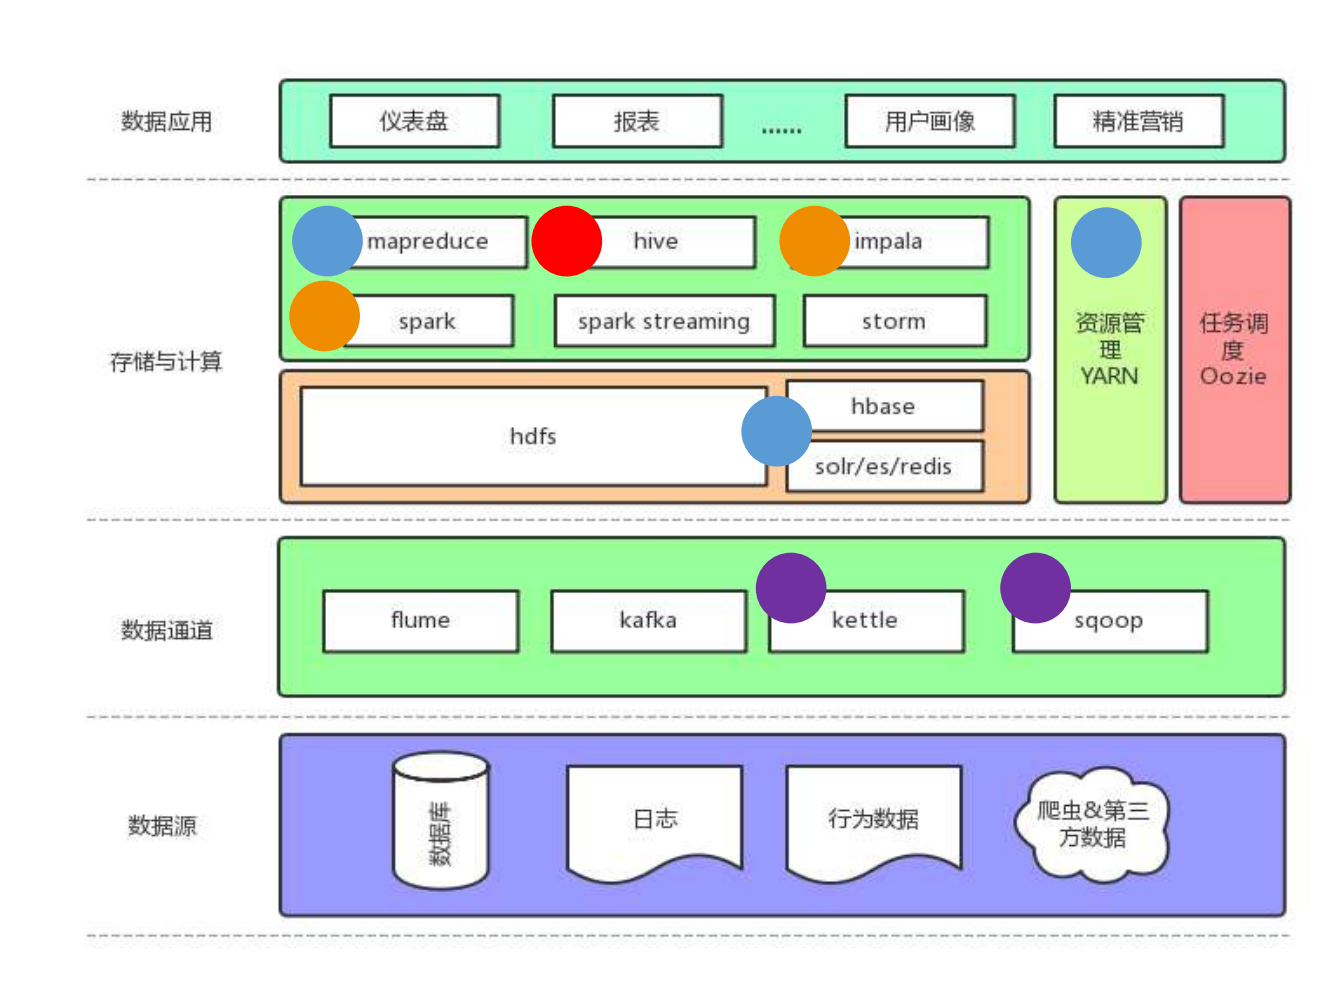 数据应用
仪表盘
报表
......
用户画像
精准营销
存储与计算
mapreduce
hive
impala
spark
spark streaming
storm
hdfs
hbase
solr/es/redis
资源管
理
YARN
任务调
度
Oozie
数据通道
flume
kafka
kettle
sqoop
数据源
数据库
日志
行为数据
爬虫&第三
方数据